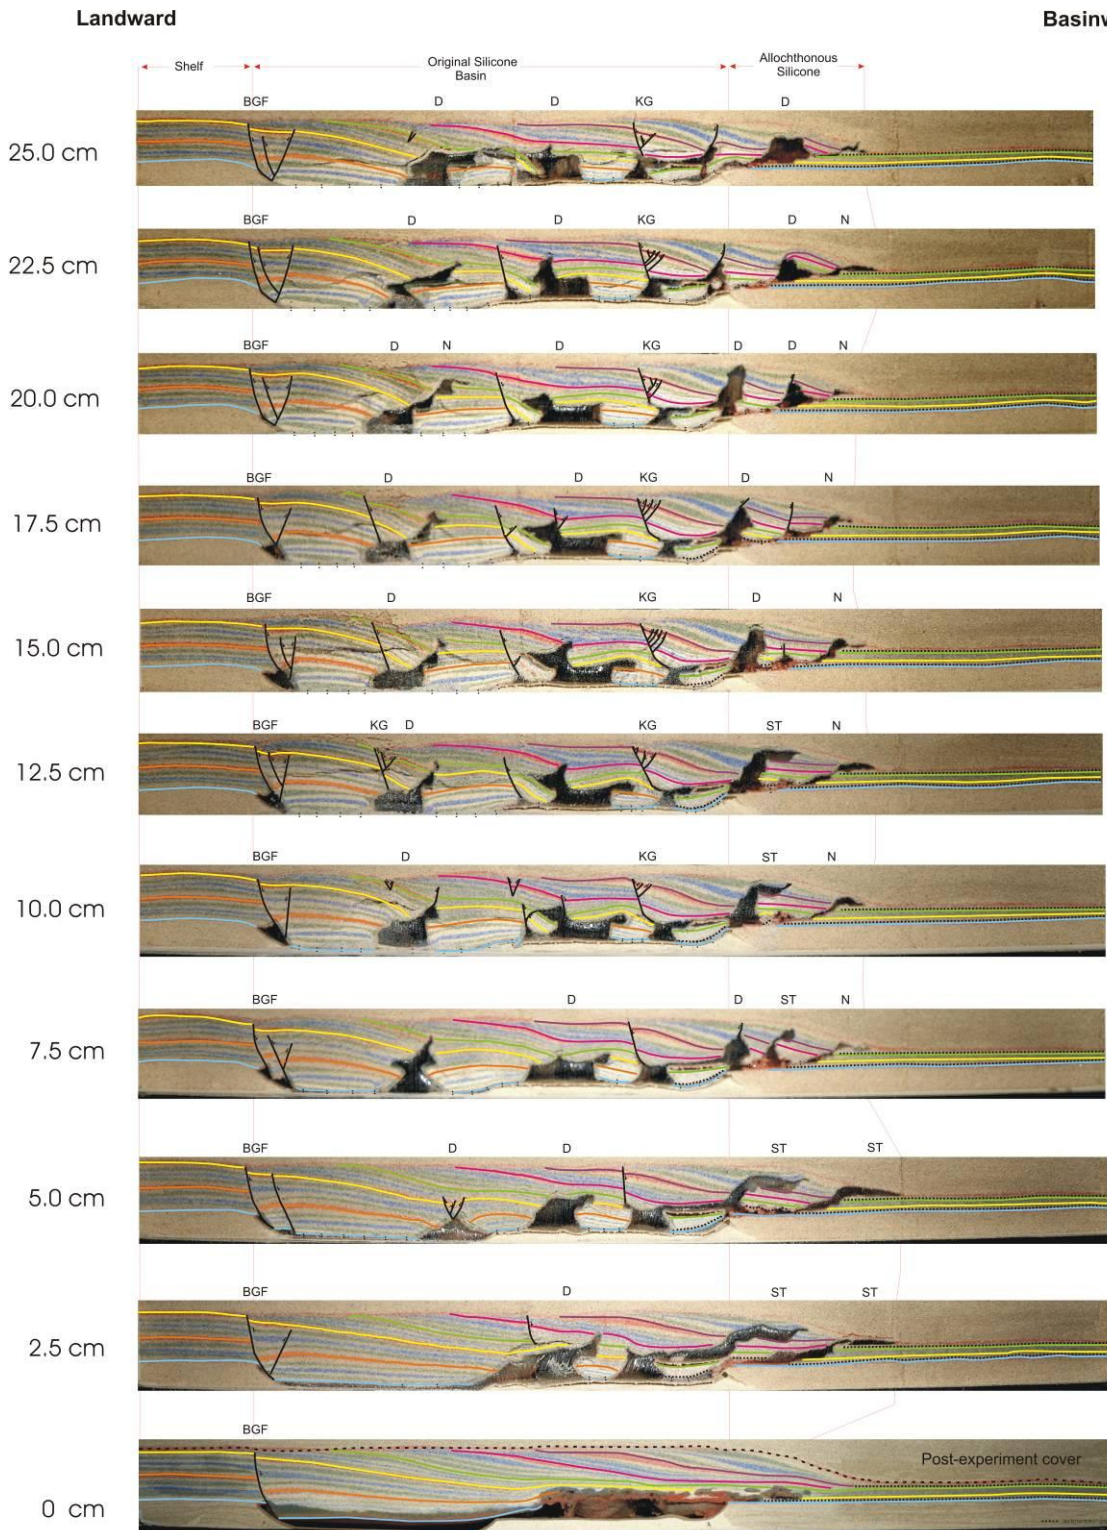 Landward Basinw
Shelf Original Silicone Basin Allochthonous Silicone
BGF D D KG D
25.0 cm
BGF D D KG D N
22.5 cm
BGF D N D KG D D N
20.0 cm
BGF D D KG D N
17.5 cm
BGF D KG D N
15.0 cm
BGF KG D KG ST N
12.5 cm
BGF D KG ST N
10.0 cm
BGF D D ST N
7.5 cm
BGF D D ST ST
5.0 cm
BGF D ST ST
2.5 cm
BGF
Post-experiment cover
0 cm